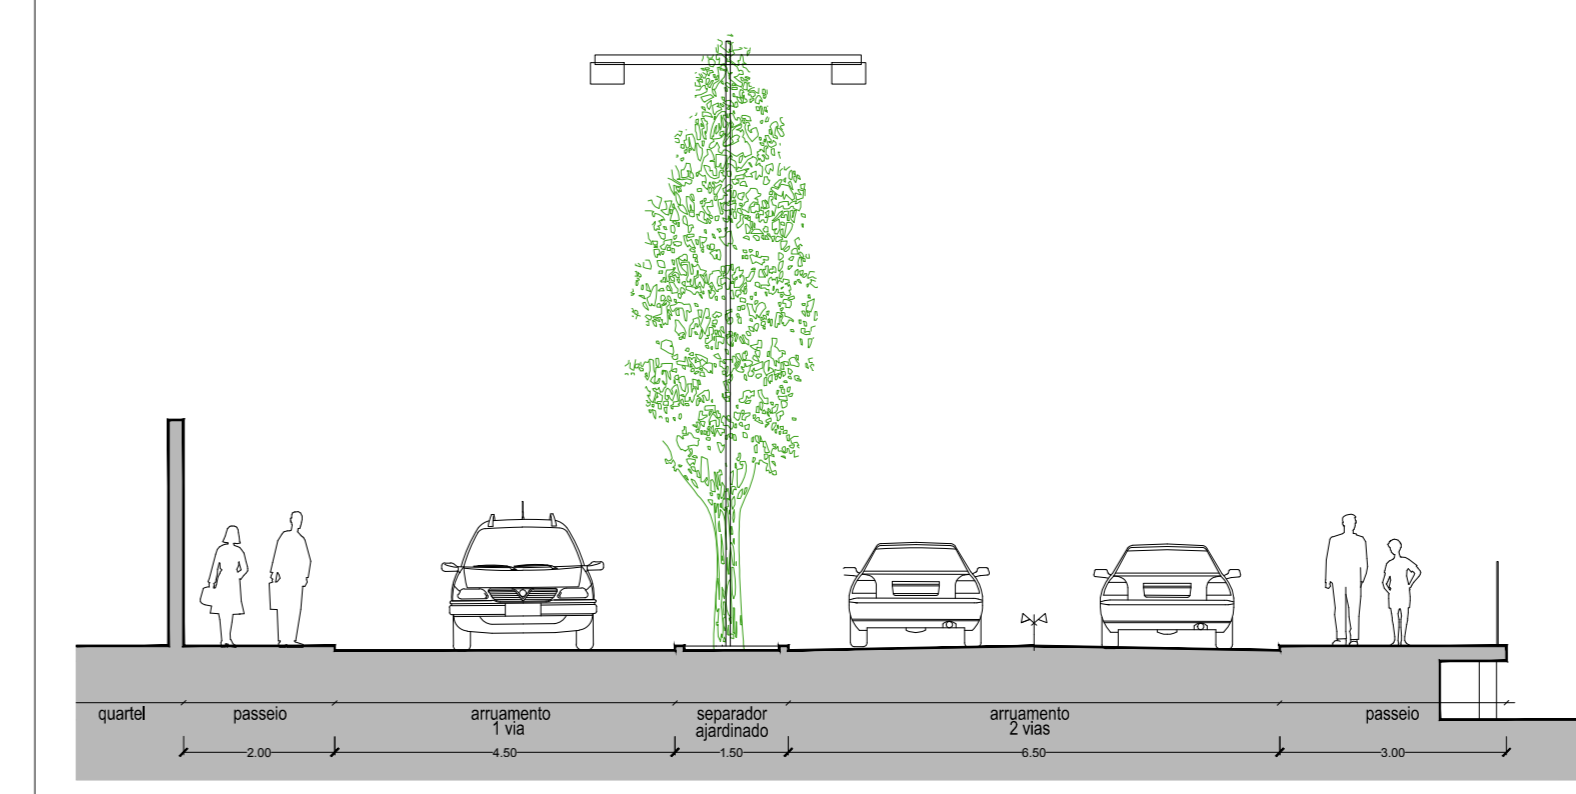 quartel
passeio
arruamento
1 via
separador
ajardinado
arruamento
2 vias
passeio
2.00
4.50
1.50
6.50
3.00